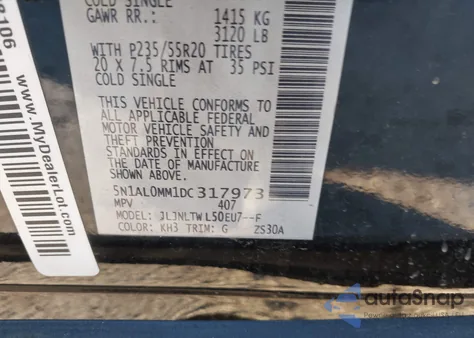 COLD SINGLE
GAWR RR.: 1415 KG
3120 LB
WITH P235/55R20 TIRES
20 X 7.5 RIMS AT 35 PSI
COLD SINGLE
THIS VEHICLE CONFORMS TO
ALL APPLICABLE FEDERAL
MOTOR VEHICLE SAFETY AND
THEFT PREVENTION
STANDARDS IN EFFECT ON THE
DATE OF MANUFACTURE
SHOWN ABOVE.
5N1AL0MM1DC317973
MPV 407
MODEL: JLJNLTWL50EU7--F
COLOR: KH3 TRIM: G ZS30A
www.MyDealerLot.com
autoSnap